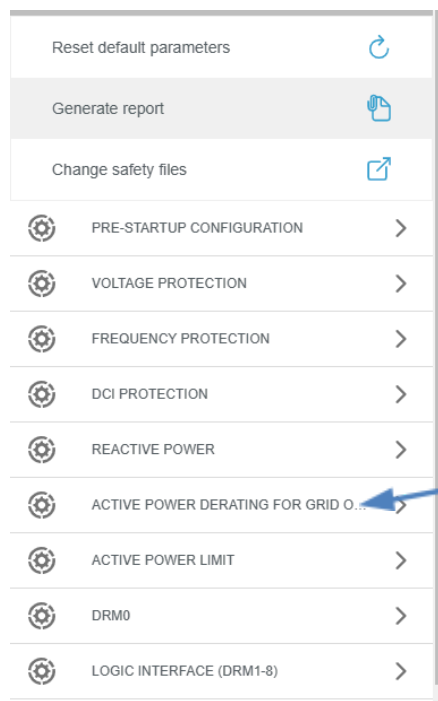 Reset default parameters
Generate report
Change safety files
PRE-STARTUP CONFIGURATION
VOLTAGE PROTECTION
FREQUENCY PROTECTION
DCI PROTECTION
REACTIVE POWER
ACTIVE POWER DERATING FOR GRID O...
ACTIVE POWER LIMIT
DRM0
LOGIC INTERFACE (DRM1-8)